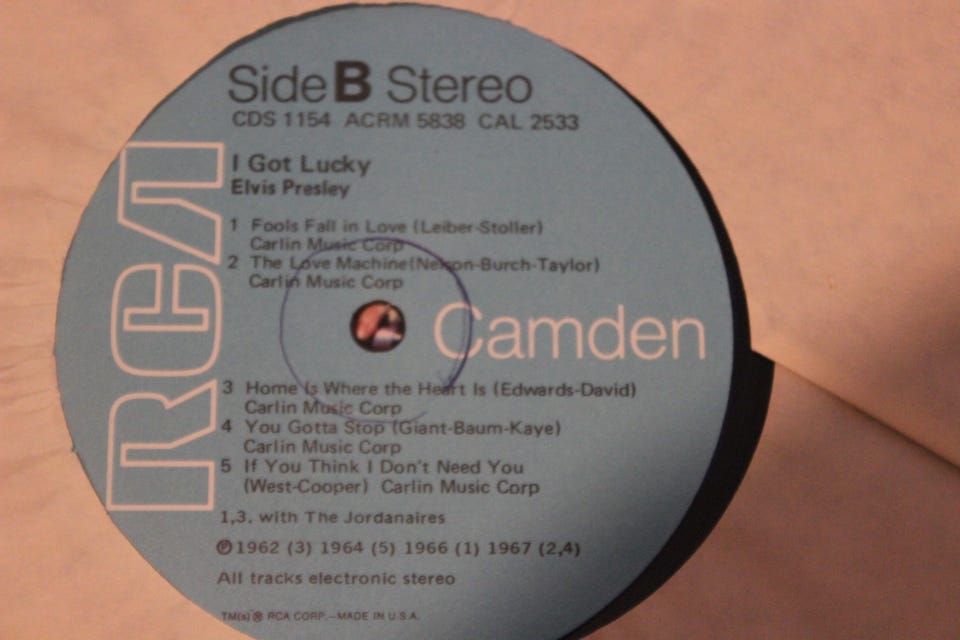 Side B Stereo
CDS 1154 ACRM 5838 CAL 2533
I Got Lucky
Elvis Presley
1 Fools Fall in Love (Leiber-Stoller)
Carlin Music Corp
2 The Love Machine(Nelson-Burch-Taylor)
Carlin Music Corp
RCA
Camden
3 Home Is Where the Heart Is (Edwards-David)
Carlin Music Corp
4 You Gotta Stop (Giant-Baum-Kaye)
Carlin Music Corp
5 If You Think I Don't Need You
(West-Cooper) Carlin Music Corp
1,3. with The Jordanaires
℗1962 (3) 1964 (5) 1966 (1) 1967 (2,4)
All tracks electronic stereo
TM(s)® RCA CORP.–MADE IN U.S.A.